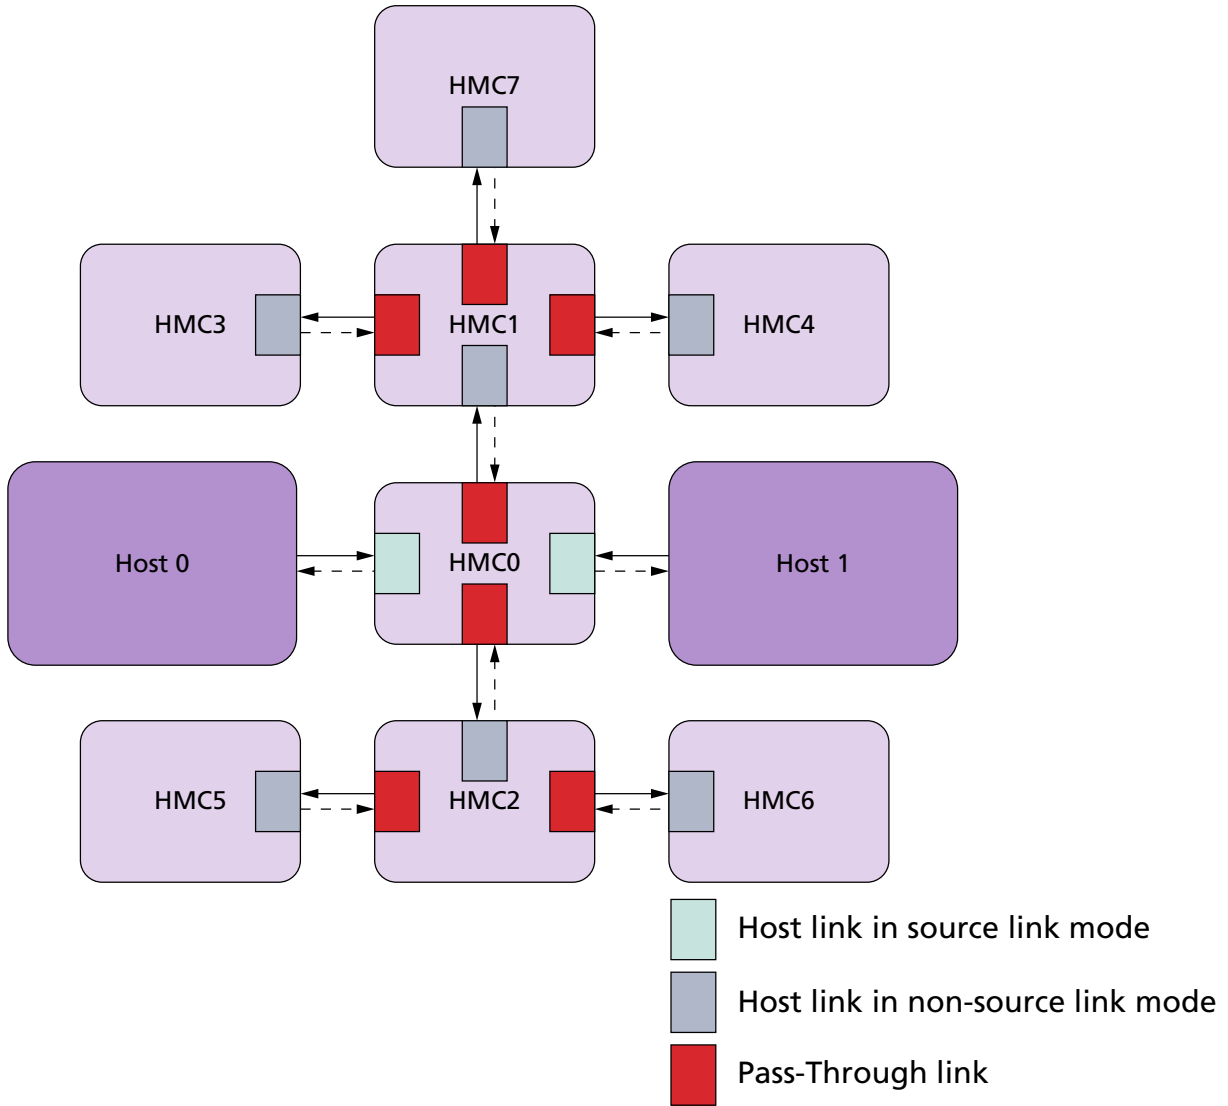 HMC7
HMC3
HMC1
HMC4
Host 0
HMC0
Host 1
HMC5
HMC2
HMC6
Host link in source link mode
Host link in non-source link mode
Pass-Through link